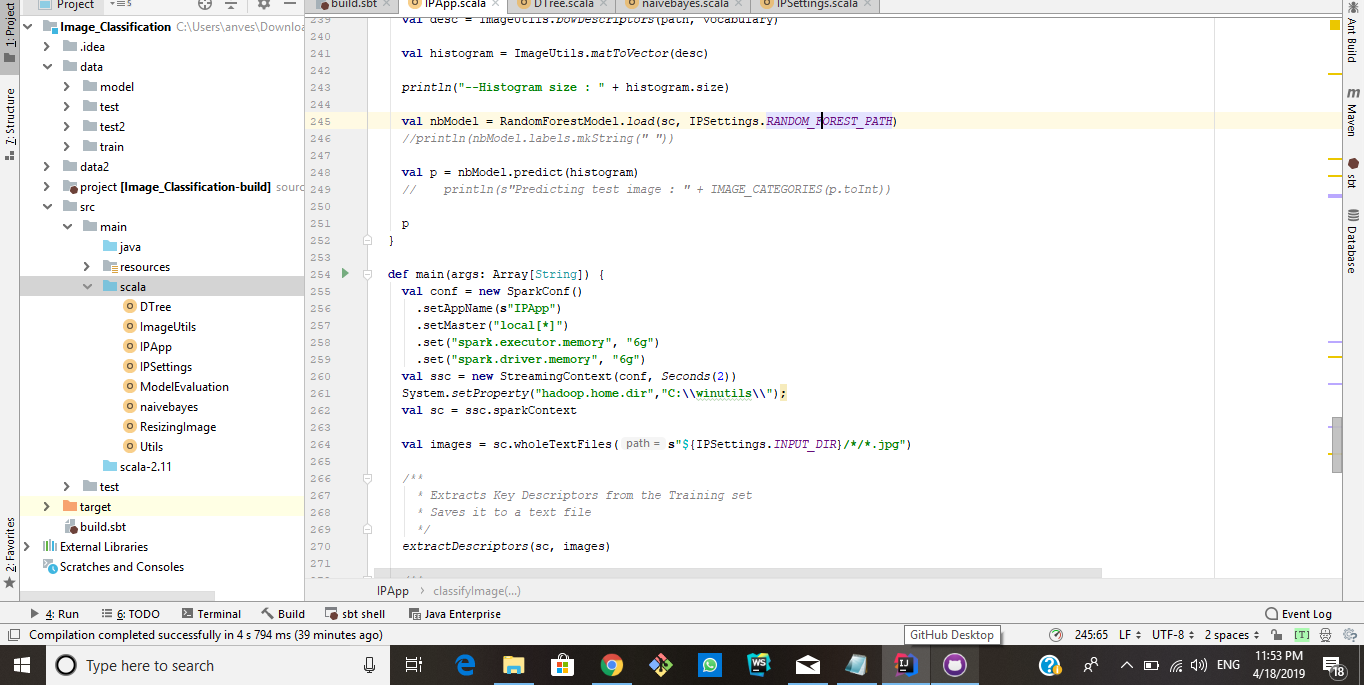 1: Project
7: Structure
2: Favorites
Project
build.sbt
IPApp.scala
DTree.scala
naivebayes.scala
IPSettings.scala
Image_Classification C:\anves\Downlo
.idea
data
model
test
test2
train
data2
project [Image_Classification-build] sourc
src
main
java
resources
scala
DTree
ImageUtils
IPApp
IPSettings
ModelEvaluation
naivebayes
ResizingImage
Utils
scala-2.11
test
target
build.sbt
External Libraries
Scratches and Consoles
239 val desc = ImageUtils.bowDescriptors(path, vocabulary)
240
241 val histogram = ImageUtils.matToVector(desc)
242
243 println("--Histogram size : " + histogram.size)
244
245 val nbModel = RandomForestModel.load(sc, IPSettings.RANDOM_FOREST_PATH)
246 //println(nbModel.labels.mkString(" "))
247
248 val p = nbModel.predict(histogram)
249 // println(s"Predicting test image : " + IMAGE_CATEGORIES(p.toInt))
250
251 p
252 }
253
254 def main(args: Array[String]) {
255 val conf = new SparkConf()
256 .setAppName(s"IPApp")
257 .setMaster("local[*]")
258 .set("spark.executor.memory", "6g")
259 .set("spark.driver.memory", "6g")
260 val ssc = new StreamingContext(conf, Seconds(2))
261 System.setProperty("hadoop.home.dir","C:\\winutils\\");
262 val sc = ssc.sparkContext
263
264 val images = sc.wholeTextFiles( path = s"${IPSettings.INPUT_DIR}/*/*.jpg")
265
266 /**
267 * Extracts Key Descriptors from the Training set
268 * Saves it to a text file
269 */
270 extractDescriptors(sc, images)
271
IPApp > classifyImage(...)
Ant Build
m
Maven
sbt
Database
4: Run
6: TODO
Terminal
Build
sbt shell
Java Enterprise
Event Log
Compilation completed successfully in 4 s 794 ms (39 minutes ago)
GitHub Desktop
245:65 LF UTF-8 2 spaces [T]
Type here to search
WS
IJ
ENG
11:53 PM
4/18/2019
18